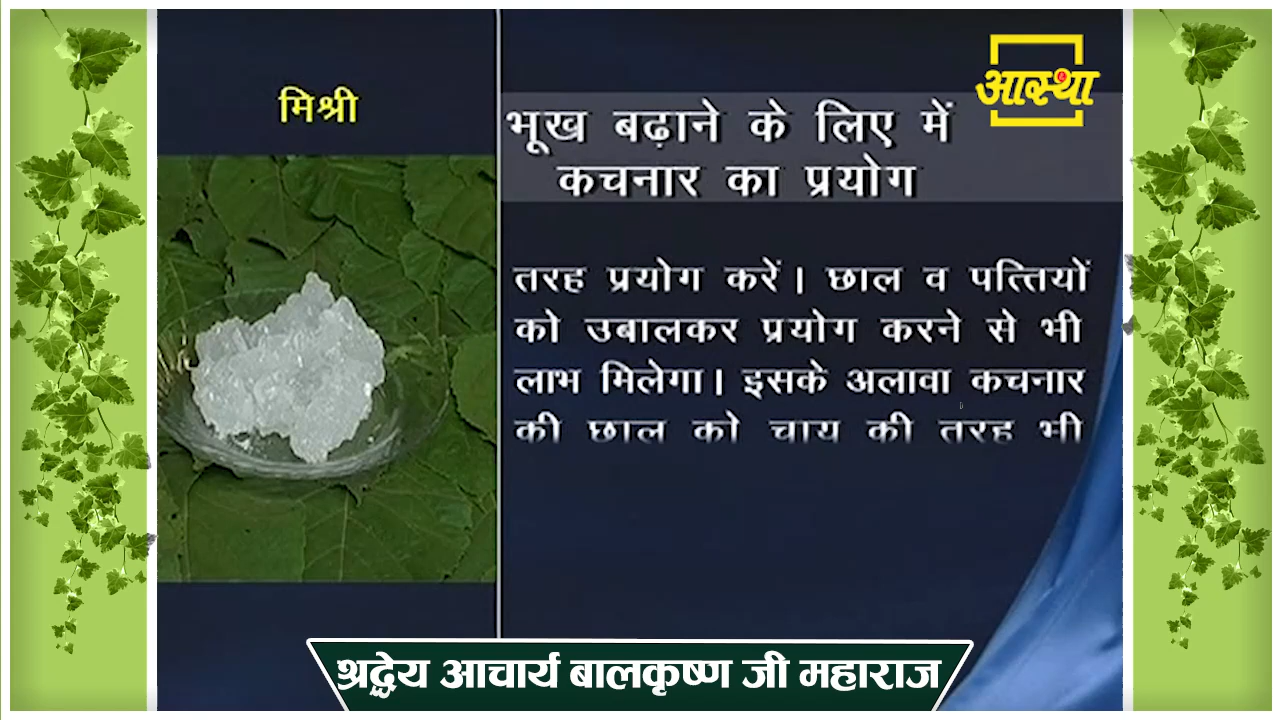 मिश्री
आस्था
भूख बढ़ाने के लिए में
कचनार का प्रयोग
तरह प्रयोग करें। छाल व पत्तियों
को उबालकर प्रयोग करने से भी
लाभ मिलेगा। इसके अलावा कचनार
की छाल को चाय की तरह भी
श्रद्धेय आचार्य बालकृष्ण जी महाराज